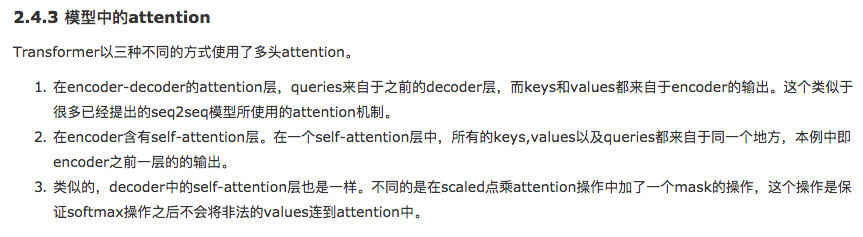 2.4.3 模型中的attention
Transformer以三种不同的方式使用了多头attention。
1. 在encoder-decoder的attention层，queries来自于之前的decoder层，而keys和values都来自于encoder的输出。这个类似于
很多已经提出的seq2seq模型所使用的attention机制。
2. 在encoder含有self-attention层。在一个self-attention层中，所有的keys,values以及queries都来自于同一个地方，本例中即
encoder之前一层的的输出。
3. 类似的，decoder中的self-attention层也是一样。不同的是在scaled点乘attention操作中加了一个mask的操作，这个操作是保
证softmax操作之后不会将非法的values连到attention中。